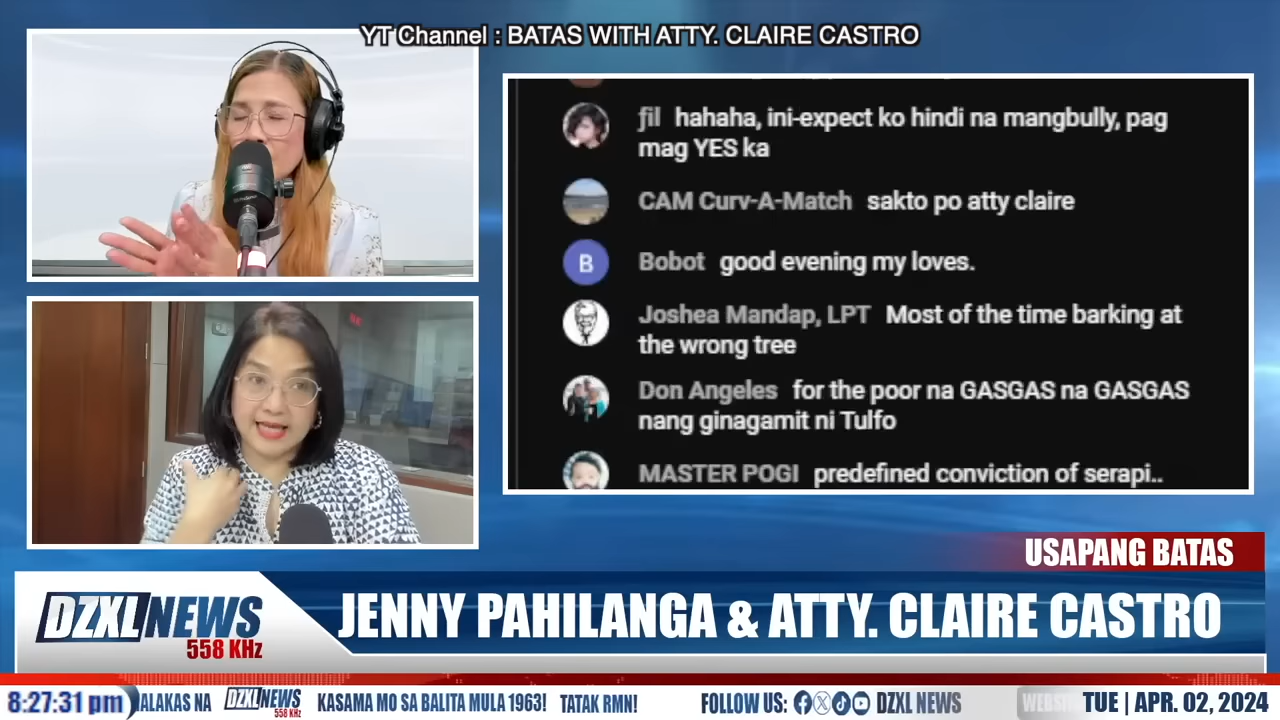 YT Channel : BATAS WITH ATTY. CLAIRE CASTRO
fil hahaha, ini-expect ko hindi na mangbully, pag
mag YES ka
CAM Curv-A-Match sakto po atty claire
B
Bobot good evening my loves.
Joshea Mandap, LPT Most of the time barking at
the wrong tree
Don Angeles for the poor na GASGAS na GASGAS
nang ginagamit ni Tulfo
MASTER POGI predefined conviction of serapi..
USAPANG BATAS
DZXL NEWS
558 KHz
JENNY PAHILANGA & ATTY. CLAIRE CASTRO
8:27:31 pm ALAKAS NA DZXL NEWS 558 KHz KASAMA MO SA BALITA MULA 1963! TATAK RMN! FOLLOW US: DZXL NEWS WEBSIT TUE | APR. 02, 2024